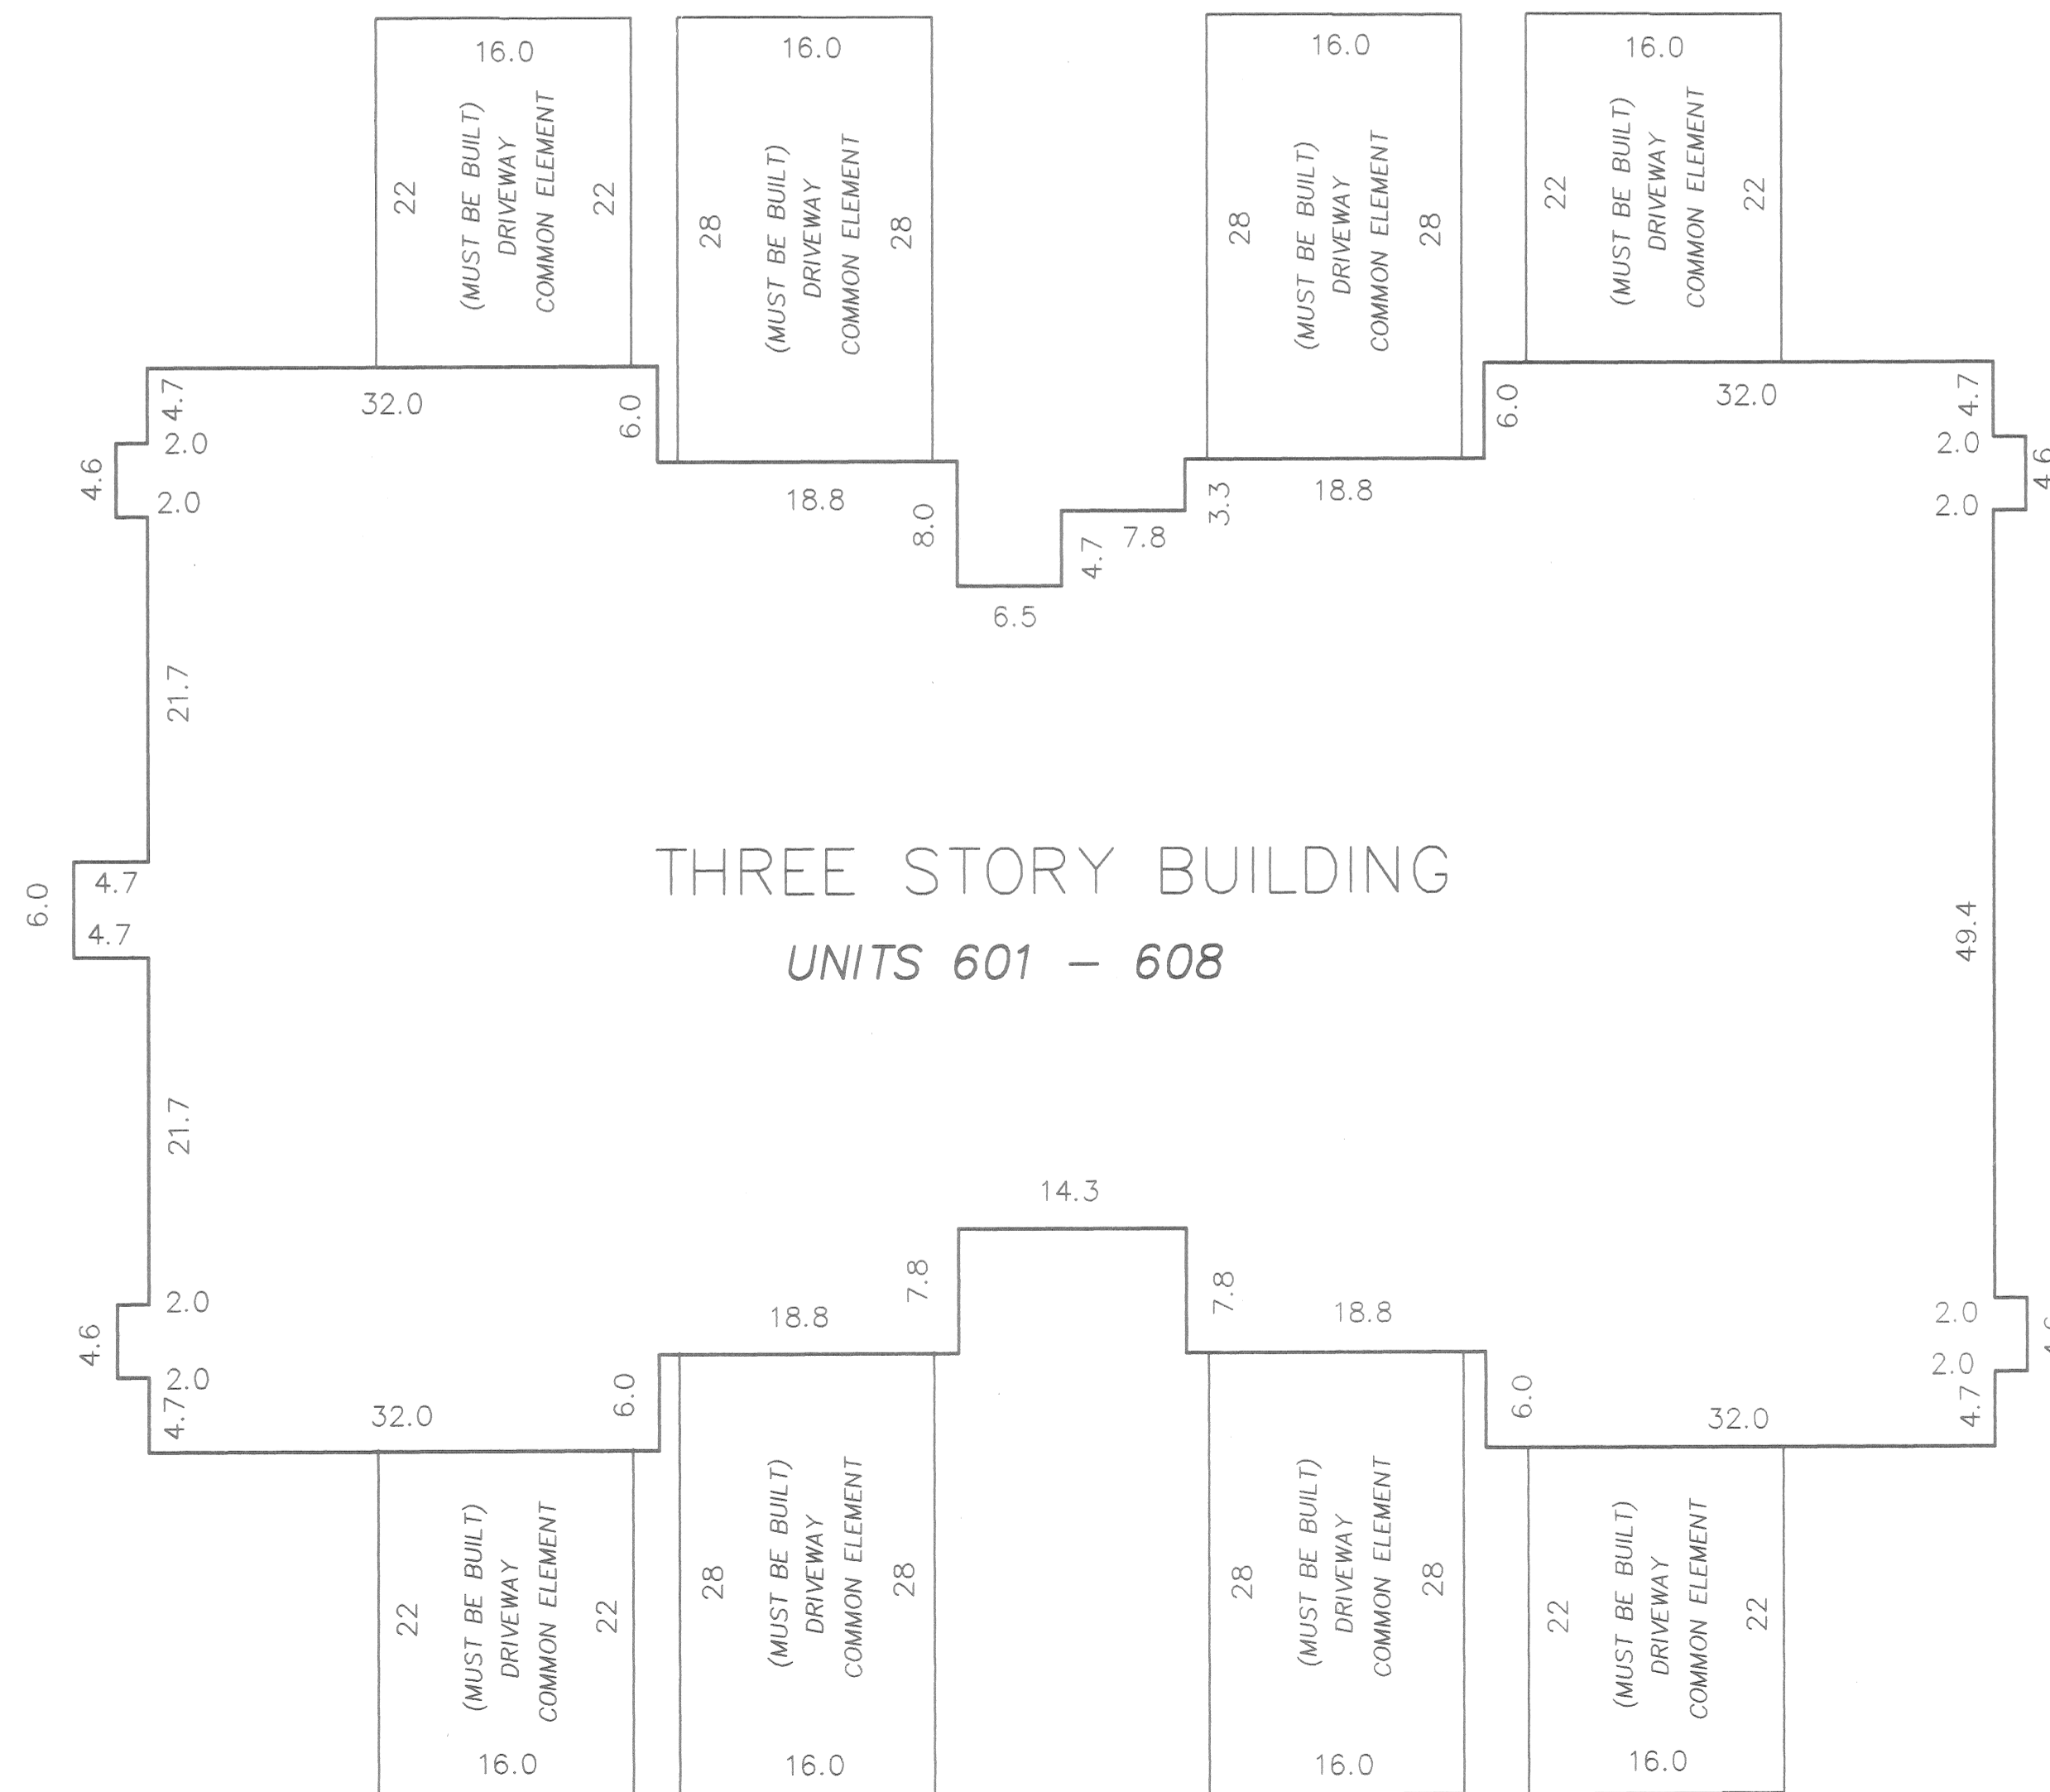 16.0
16.0
16.0
16.0
22
(MUST BE BUILT)
DRIVEWAY
COMMON ELEMENT
22
28
(MUST BE BUILT)
DRIVEWAY
COMMON ELEMENT
28
28
(MUST BE BUILT)
DRIVEWAY
COMMON ELEMENT
28
22
(MUST BE BUILT)
DRIVEWAY
COMMON ELEMENT
22
4.7
32.0
6.0
6.0
32.0
4.7
2.0
2.0
4.6
4.6
2.0
18.8
8.0
3.3
18.8
2.0
4.7
7.8
6.5
21.7
THREE STORY BUILDING
4.7
6.0
4.7
UNITS 601 – 608
49.4
21.7
14.3
2.0
7.8
7.8
2.0
18.8
18.8
4.6
2.0
2.0
4.7
32.0
6.0
6.0
32.0
4.7
22
(MUST BE BUILT)
DRIVEWAY
COMMON ELEMENT
22
28
(MUST BE BUILT)
DRIVEWAY
COMMON ELEMENT
28
28
(MUST BE BUILT)
DRIVEWAY
COMMON ELEMENT
28
22
(MUST BE BUILT)
DRIVEWAY
COMMON ELEMENT
22
16.0
16.0
16.0
16.0